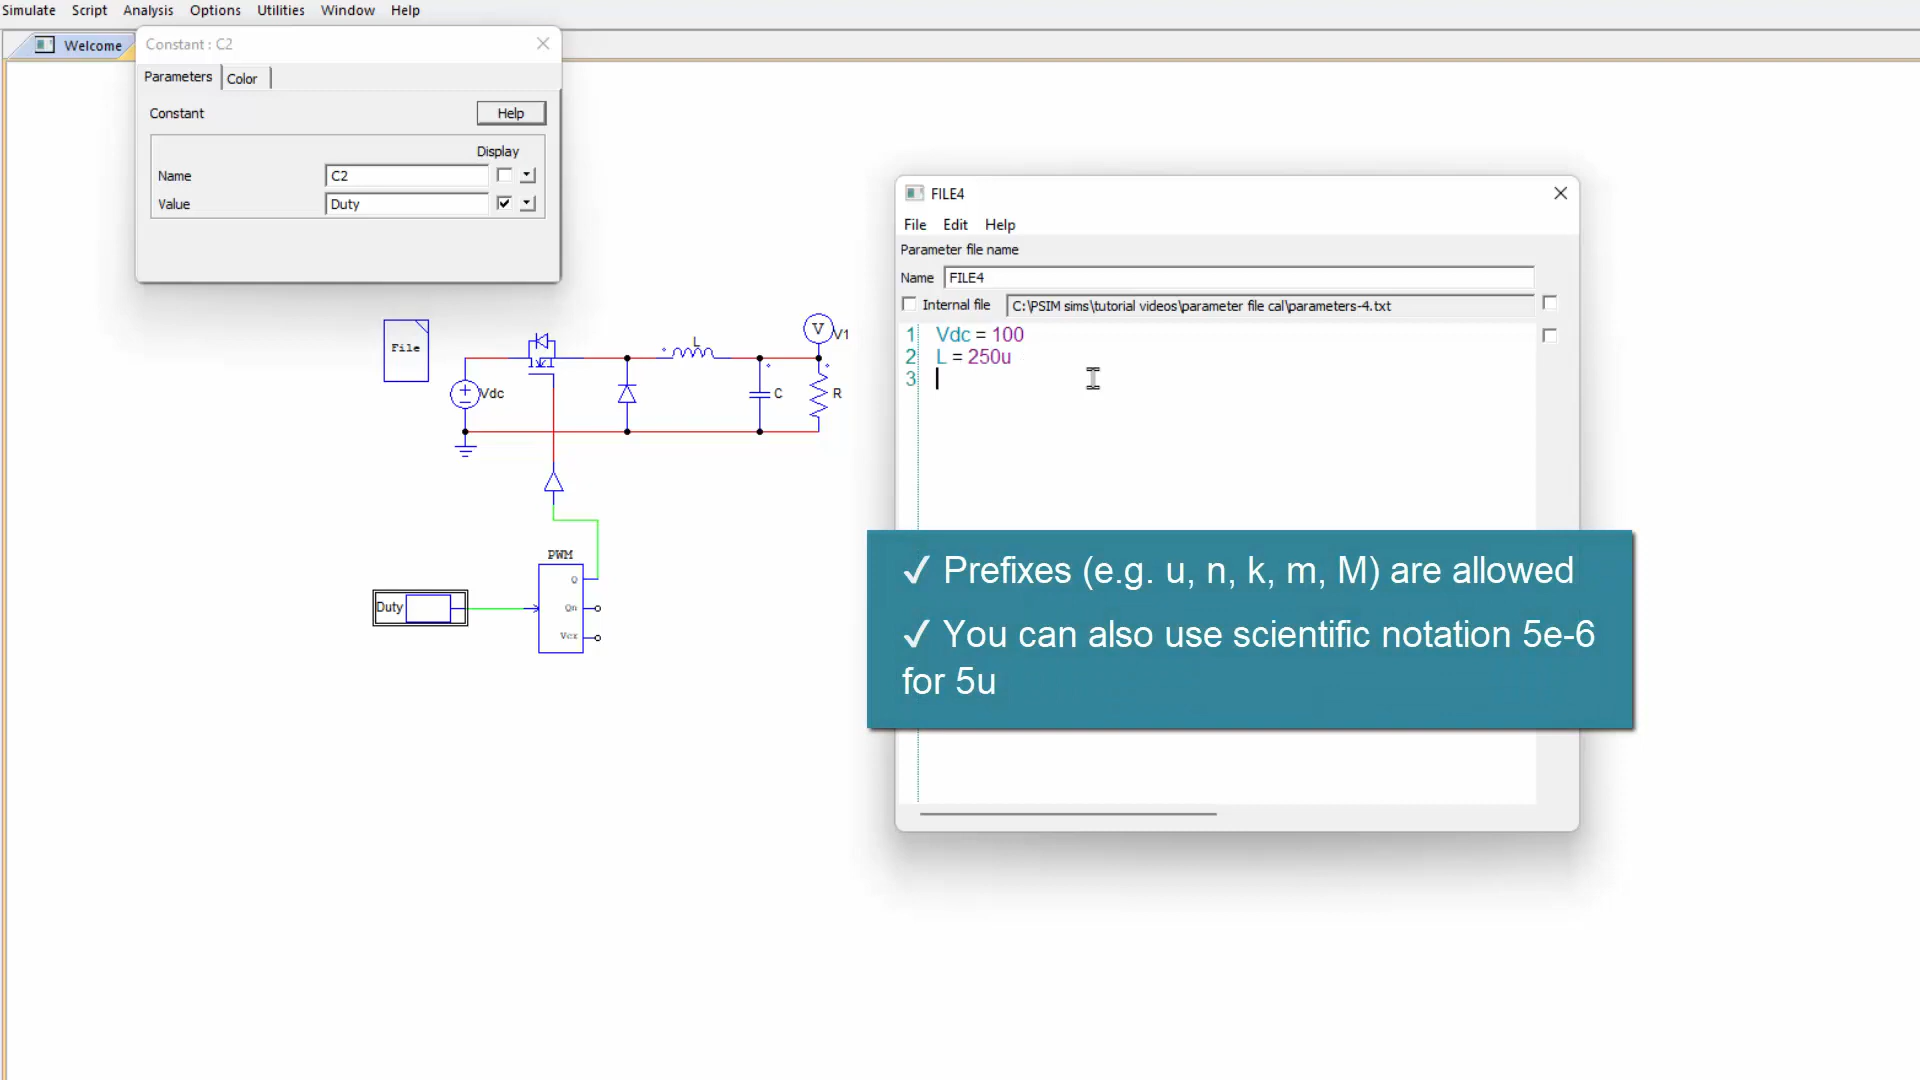 Simulate Script Analysis Options Utilities Window Help
Welcome
Constant : C2
Parameters Color
Constant Help
Display
Name C2
Value Duty
FILE4
File Edit Help
Parameter file name
Name FILE4
Internal file C:\PSIM sims\tutorial videos\parameter file cal\parameters-4.txt
1 Vdc = 100
2 L = 250u
3
File
Vdc
L
V V1
C
R
PWM
Q
Duty
Qn
✓ Prefixes (e.g. u, n, k, m, M) are allowed
✓ You can also use scientific notation 5e-6
for 5u